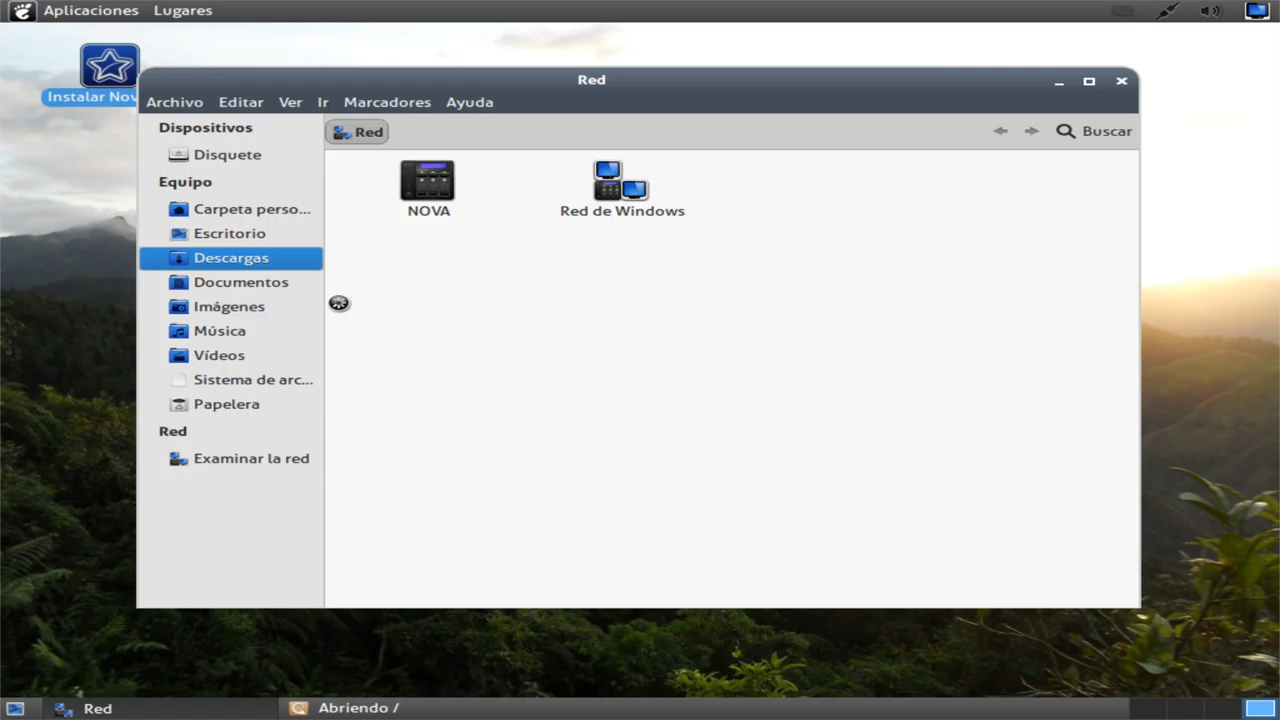 Aplicaciones Lugares
Instalar Nov
Red
Archivo Editar Ver Ir Marcadores Ayuda
Dispositivos
Disquete
Equipo
Carpeta perso...
Escritorio
Descargas
Documentos
Imágenes
Música
Vídeos
Sistema de arc...
Papelera
Red
Examinar la red
Red
Buscar
NOVA
Red de Windows
Red
Abriendo /